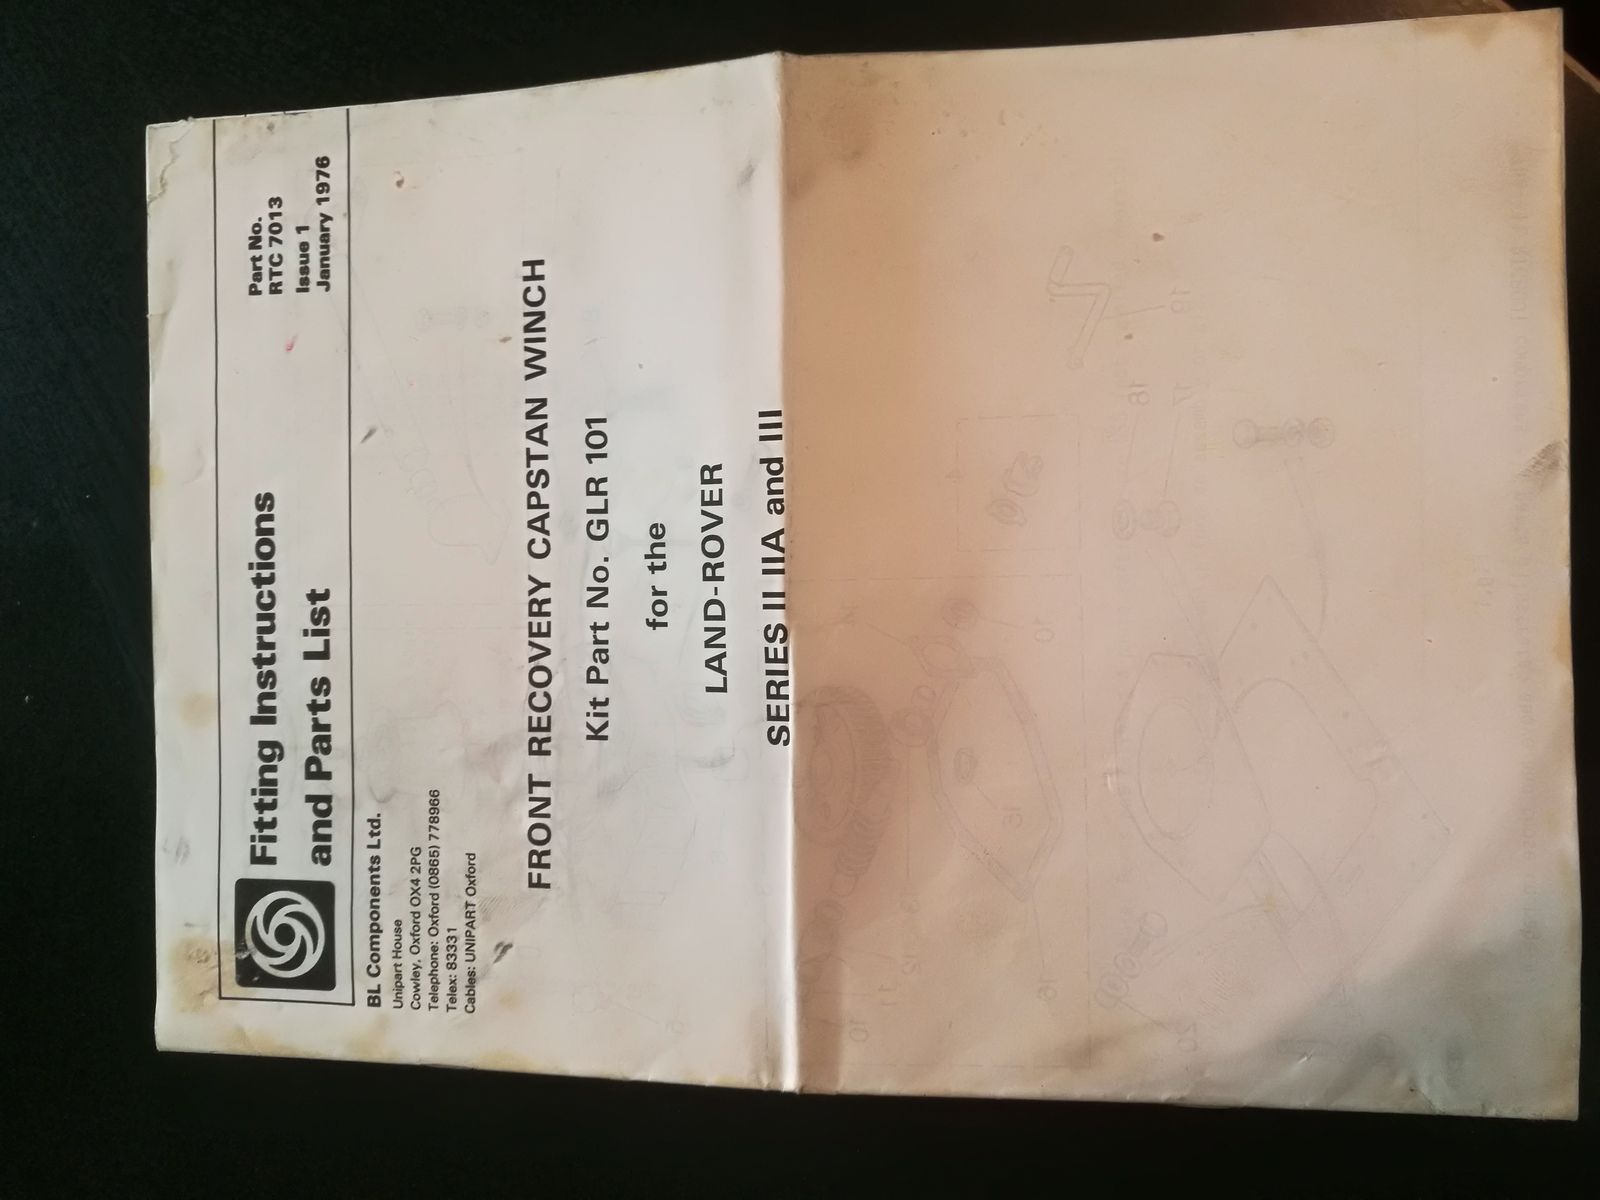 Fitting Instructions
and Parts List
Part No.
RTC 7013
Issue 1
January 1976
BL Components Ltd.
Unipart House
Cowley, Oxford OX4 2PG
Telephone: Oxford (0865) 778966
Telex: 83331
Cables: UNIPART Oxford
FRONT RECOVERY CAPSTAN WINCH
Kit Part No. GLR 101
for the
LAND-ROVER
SERIES II IIA and III